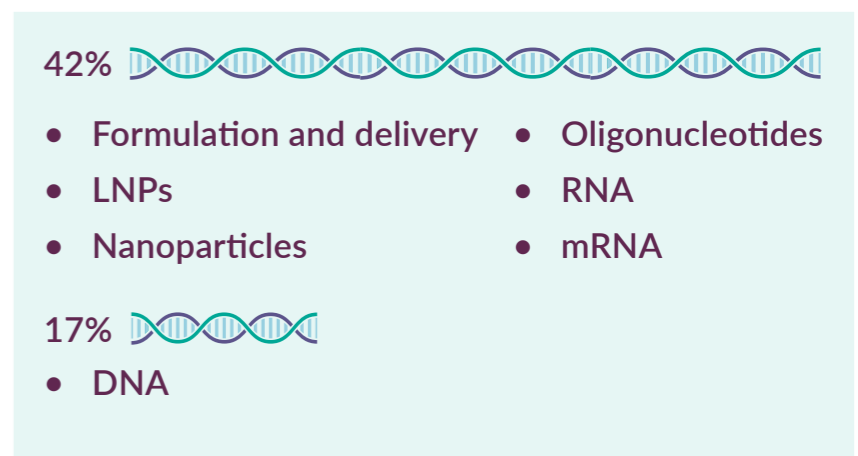 42%
• Formulation and delivery
• LNPs
• Nanoparticles
• Oligonucleotides
• RNA
• mRNA
17%
• DNA